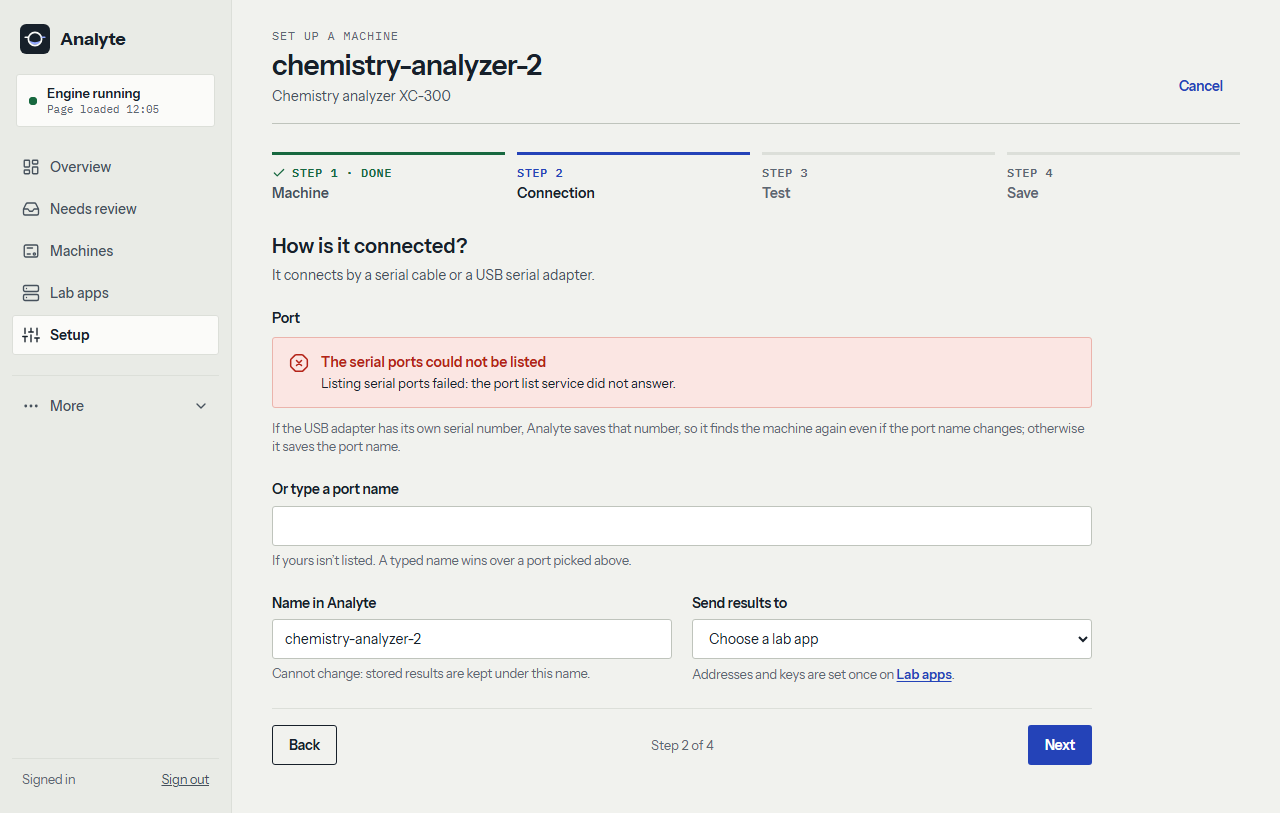 Analyte
Engine running
Page loaded 12:05
Overview
Needs review
Machines
Lab apps
Setup
More
Signed in
Sign out
SET UP A MACHINE
chemistry-analyzer-2
Chemistry analyzer XC-300
Cancel
STEP 1 · DONE
Machine
STEP 2
Connection
STEP 3
Test
STEP 4
Save
How is it connected?
It connects by a serial cable or a USB serial adapter.
Port
The serial ports could not be listed
Listing serial ports failed: the port list service did not answer.
If the USB adapter has its own serial number, Analyte saves that number, so it finds the machine again even if the port name changes; otherwise
it saves the port name.
Or type a port name
If yours isn't listed. A typed name wins over a port picked above.
Name in Analyte
chemistry-analyzer-2
Cannot change: stored results are kept under this name.
Send results to
Choose a lab app
Addresses and keys are set once on Lab apps.
Back
Step 2 of 4
Next